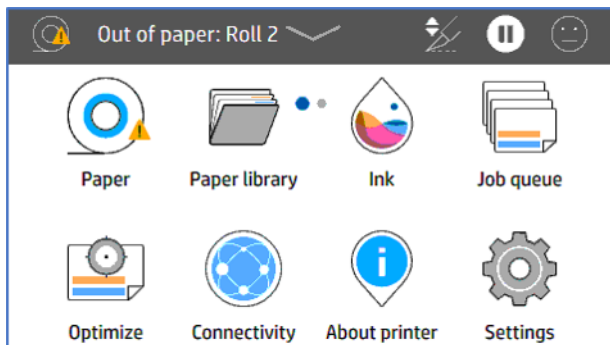 Out of paper: Roll 2
Paper Paper library Ink Job queue
Optimize Connectivity About printer Settings